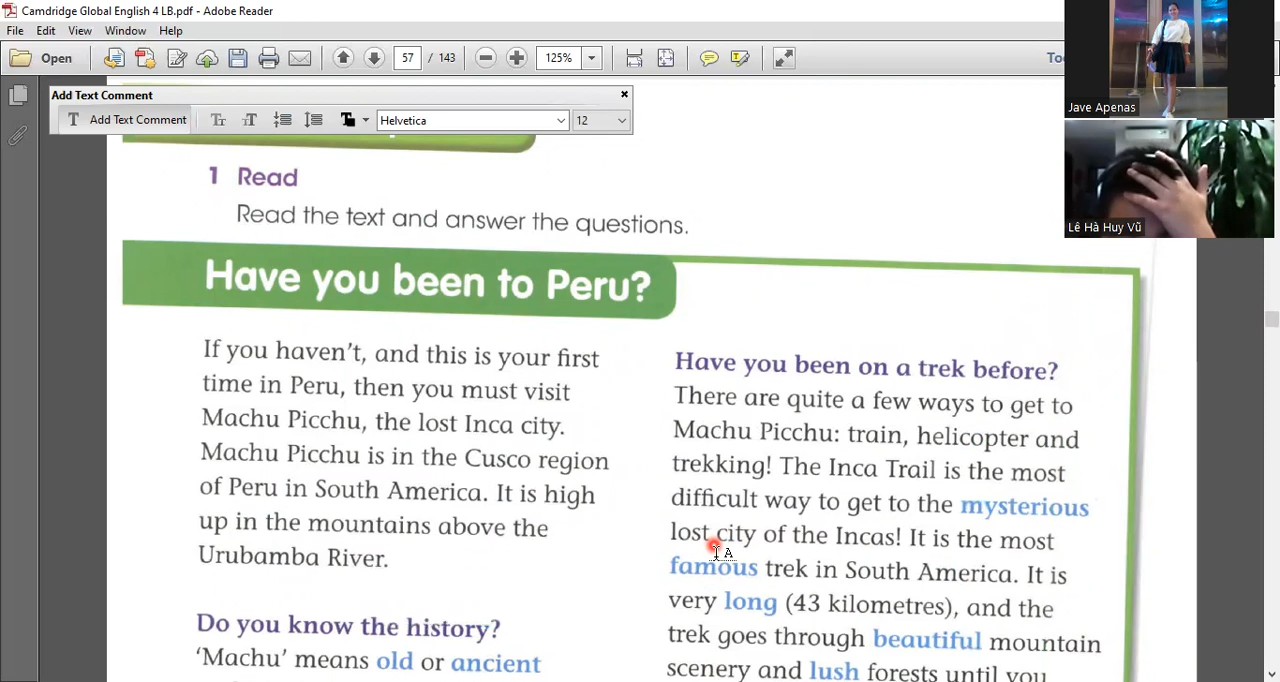 Camdridge Global English 4 LB.pdf - Adobe Reader
File Edit View Window Help
Open 57 / 143 125%
Add Text Comment
T Add Text Comment Helvetica 12
1 Read
Read the text and answer the questions.
Have you been to Peru?
If you haven't, and this is your first
time in Peru, then you must visit
Machu Picchu, the lost Inca city.
Machu Picchu is in the Cusco region
of Peru in South America. It is high
up in the mountains above the
Urubamba River.
Do you know the history?
'Machu' means old or ancient
Have you been on a trek before?
There are quite a few ways to get to
Machu Picchu: train, helicopter and
trekking! The Inca Trail is the most
difficult way to get to the mysterious
lost city of the Incas! It is the most
famous trek in South America. It is
very long (43 kilometres), and the
trek goes through beautiful mountain
scenery and lush forests until you
Jave Apenas
Lê Hà Huy Vũ